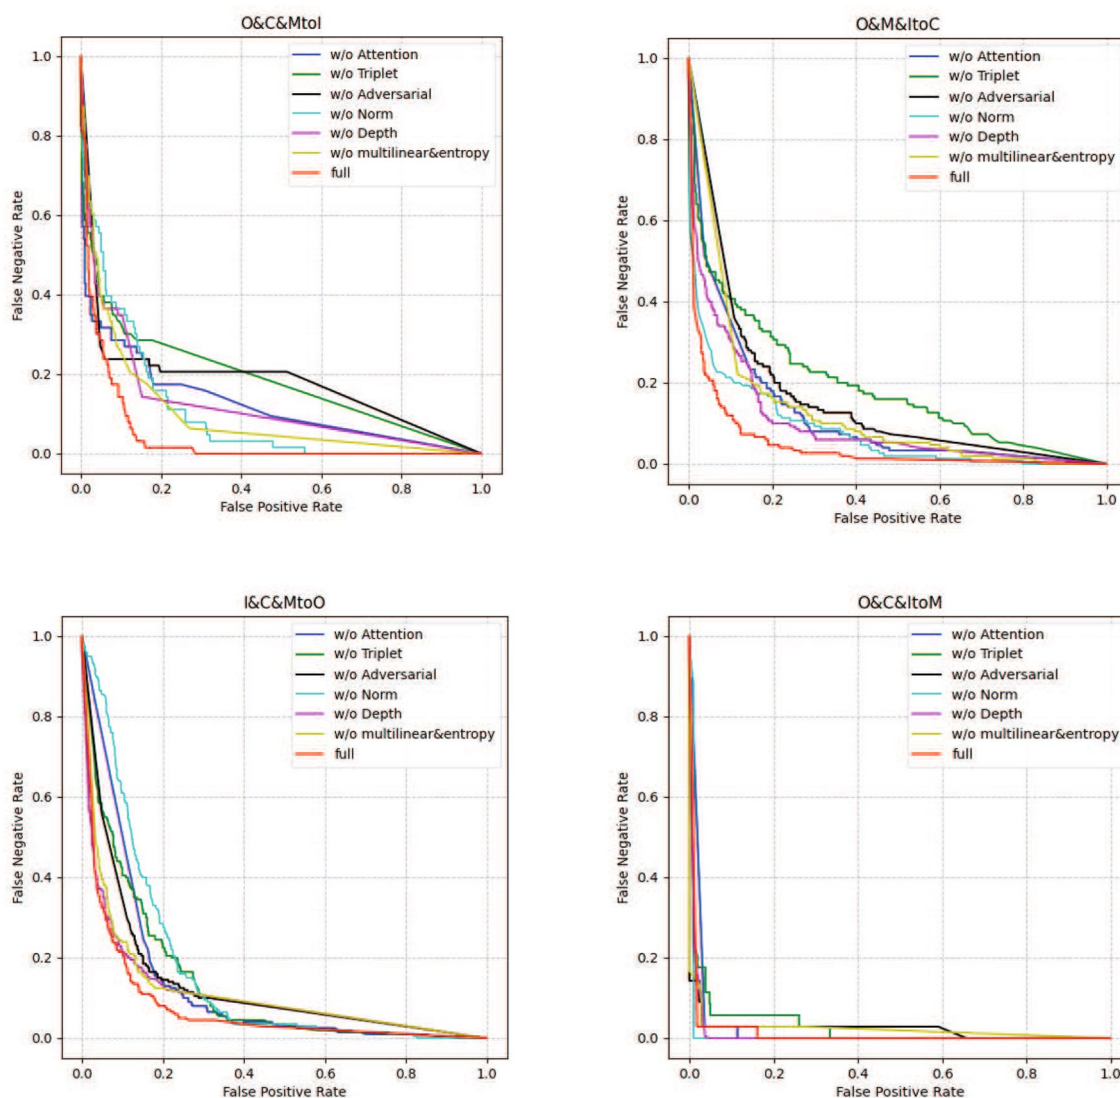 O&C&MtoI
1.0
0.8
0.6
0.4
0.2
0.0
False Negative Rate
w/o Attention
w/o Triplet
w/o Adversarial
w/o Norm
w/o Depth
w/o multilinear&entropy
full
0.0 0.2 0.4 0.6 0.8 1.0
False Positive Rate
O&M&ItoC
1.0
0.8
0.6
0.4
0.2
0.0
False Negative Rate
w/o Attention
w/o Triplet
w/o Adversarial
w/o Norm
w/o Depth
w/o multilinear&entropy
full
0.0 0.2 0.4 0.6 0.8 1.0
False Positive Rate
I&C&MtoO
1.0
0.8
0.6
0.4
0.2
0.0
False Negative Rate
w/o Attention
w/o Triplet
w/o Adversarial
w/o Norm
w/o Depth
w/o multilinear&entropy
full
0.0 0.2 0.4 0.6 0.8 1.0
False Positive Rate
O&C&ItoM
1.0
0.8
0.6
0.4
0.2
0.0
False Negative Rate
w/o Attention
w/o Triplet
w/o Adversarial
w/o Norm
w/o Depth
w/o multilinear&entropy
full
0.0 0.2 0.4 0.6 0.8 1.0
False Positive Rate